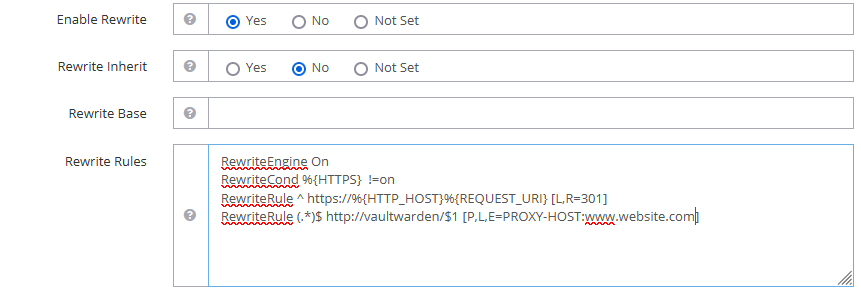 Enable Rewrite ? Yes No Not Set
Rewrite Inherit ? Yes No Not Set
Rewrite Base ?
Rewrite Rules ?
RewriteEngine On
RewriteCond %{HTTPS}  !=on
RewriteRule ^ https://%{HTTP_HOST}%{REQUEST_URI} [L,R=301]
RewriteRule (.*)$ http://vaultwarden/$1 [P,L,E=PROXY-HOST:www.website.com]